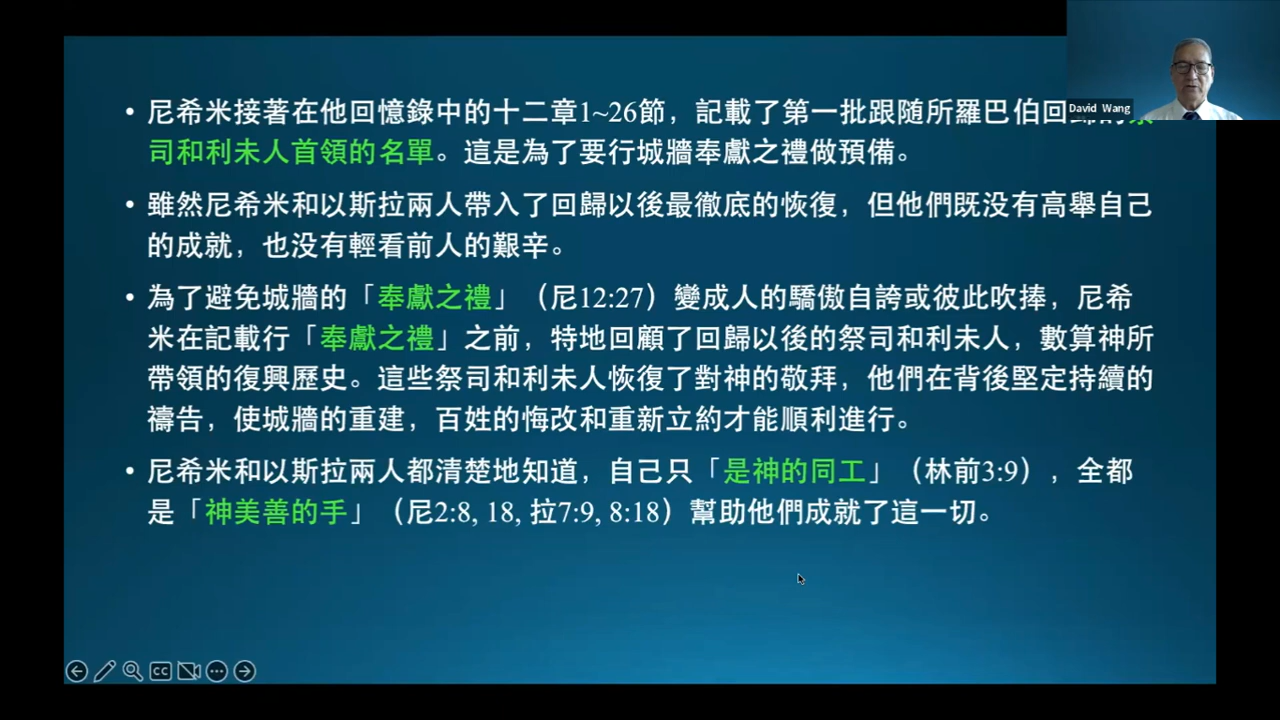 • 尼希米接著在他回憶錄中的十二章1~26節，記載了第一批跟随所羅巴伯回
司和利未人首領的名單。這是為了要行城牆奉獻之禮做預備。
• 雖然尼希米和以斯拉兩人帶入了回歸以後最徹底的恢復，但他們既没有高舉自己
的成就，也没有輕看前人的艱辛。
• 為了避免城牆的「奉獻之禮」（尼12:27）變成人的驕傲自誇或彼此吹捧，尼希
米在記載行「奉獻之禮」之前，特地回顧了回歸以後的祭司和利未人，數算神所
帶領的復興歷史。這些祭司和利未人恢復了對神的敬拜，他們在背後堅定持續的
禱告，使城牆的重建，百姓的悔改和重新立約才能順利進行。
• 尼希米和以斯拉兩人都清楚地知道，自己只「是神的同工」（林前3:9），全都
是「神美善的手」（尼2:8, 18, 拉7:9, 8:18）幫助他們成就了這一切。
David Wang
CC